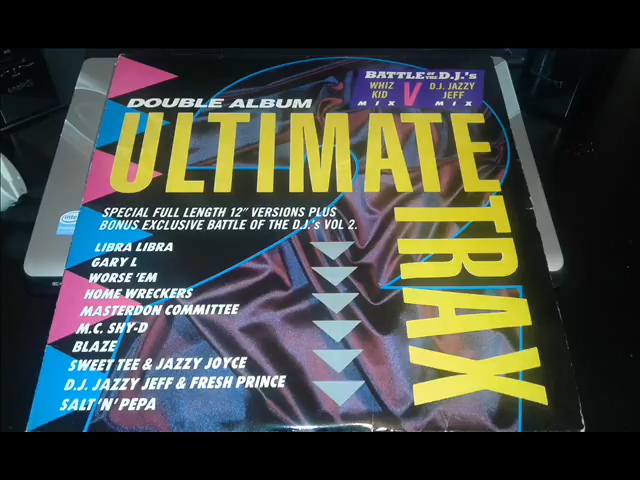 BATTLE OF THE D.J.'s
WHIZ KID MIX V D.J. JAZZY JEFF MIX
DOUBLE ALBUM
ULTIMATE
TRAX
SPECIAL FULL LENGTH 12" VERSIONS PLUS
BONUS EXCLUSIVE BATTLE OF THE D.J.'s VOL 2.
LIBRA LIBRA
GARY L
WORSE 'EM
HOME WRECKERS
MASTERDON COMMITTEE
M.C. SHY-D
BLAZE
SWEET TEE & JAZZY JOYCE
D.J. JAZZY JEFF & FRESH PRINCE
SALT 'N' PEPA
2
intel